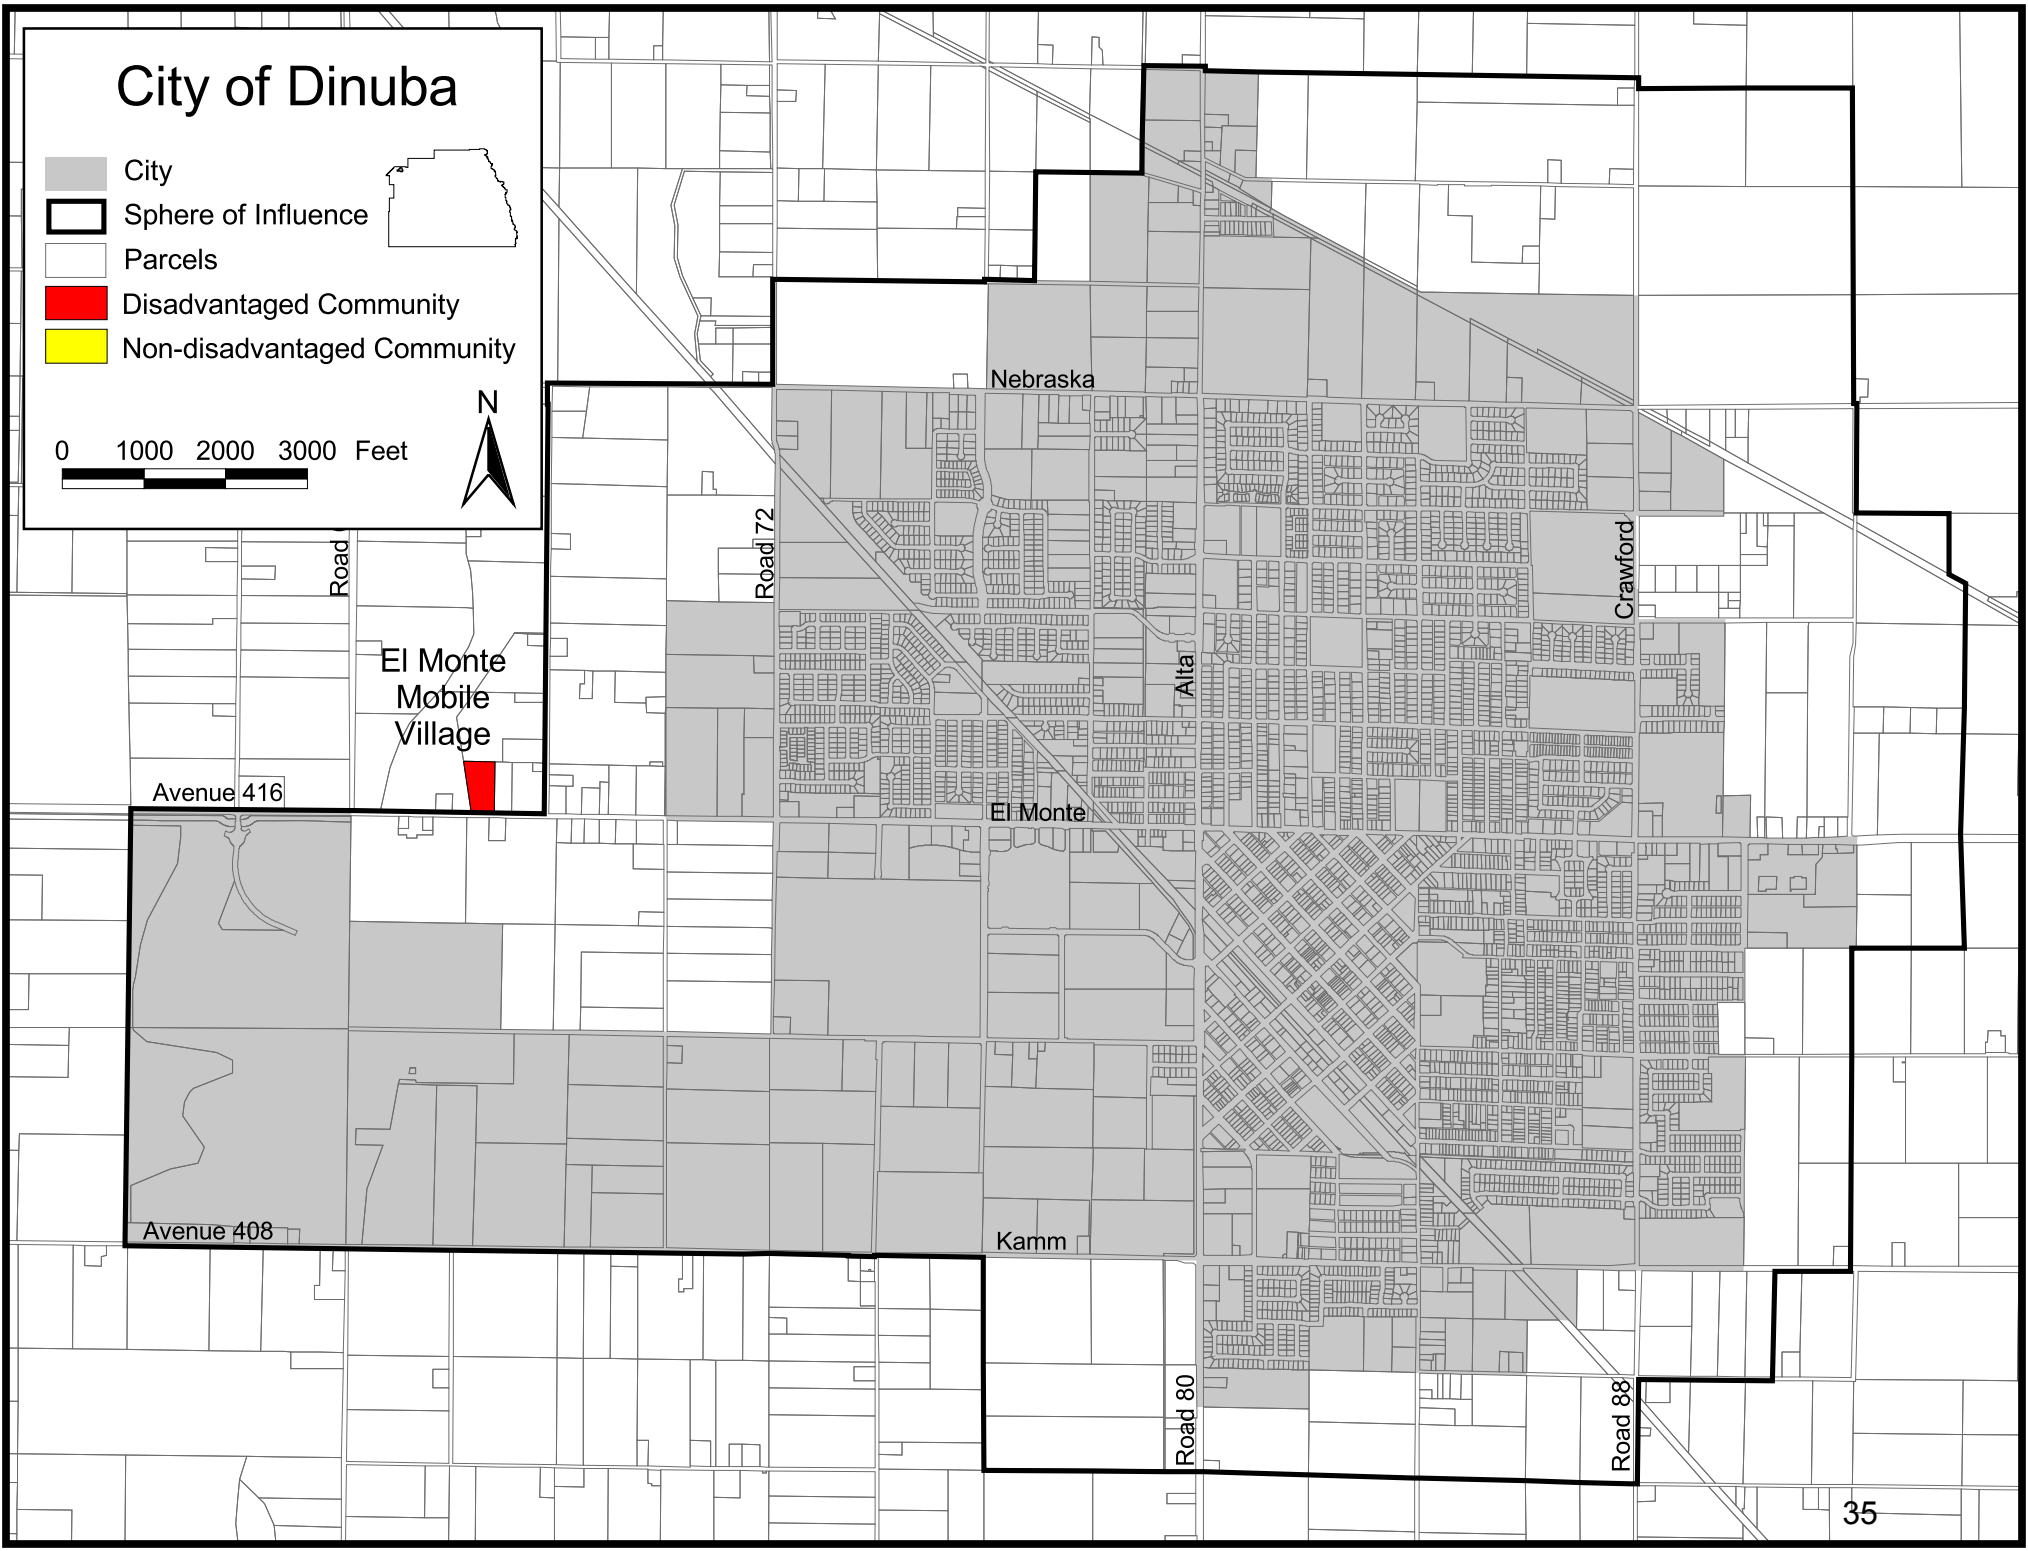 City of Dinuba
City
Sphere of Influence
Parcels
Disadvantaged Community
Non-disadvantaged Community
N
0 1000 2000 3000 Feet
Nebraska
Road 72
Road
Crawford
El Monte
Mobile
Village
Alta
Avenue 416
El Monte
Avenue 408
Kamm
Road 80
Road 88
35